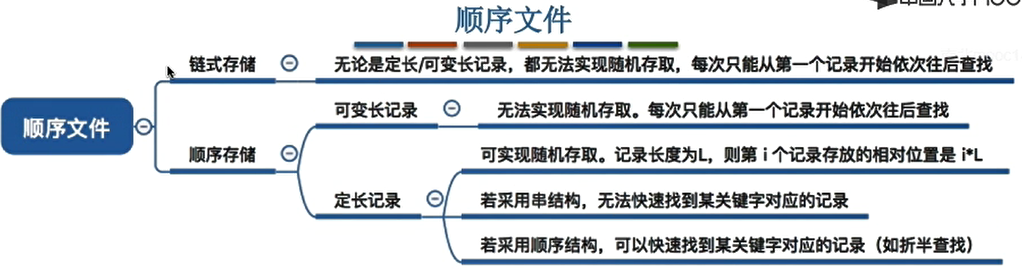 顺序文件
链式存储
无论是定长/可变长记录，都无法实现随机存取，每次只能从第一个记录开始依次往后查找
可变长记录
无法实现随机存取。每次只能从第一个记录开始依次往后查找
顺序文件
顺序存储
可实现随机存取。记录长度为L，则第 i 个记录存放的相对位置是 i*L
定长记录
若采用串结构，无法快速找到某关键字对应的记录
若采用顺序结构，可以快速找到某关键字对应的记录（如折半查找）